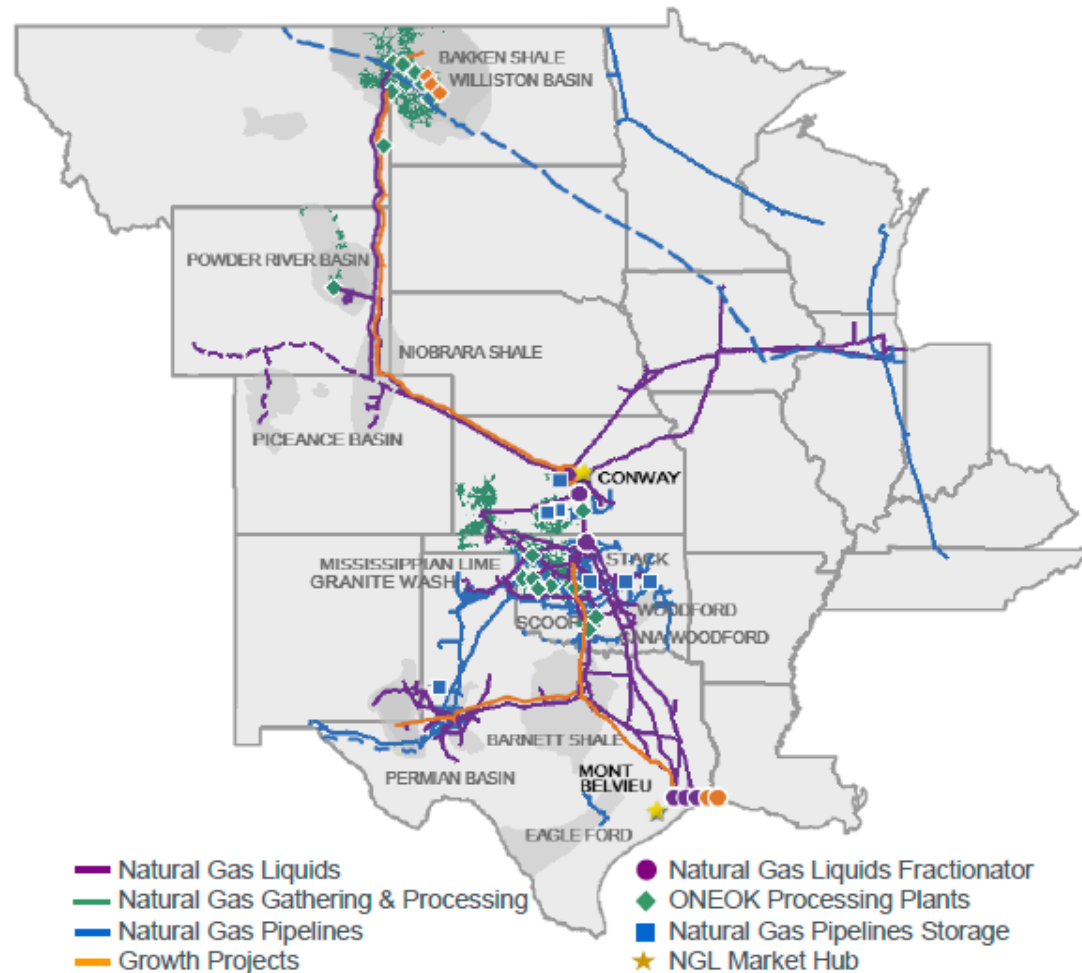 BAKKEN SHALE
WILLISTON BASIN
POWDER RIVER BASIN
NIOBRARA SHALE
PICEANCE BASIN
CONWAY
MISSISSIPPIAN LIME
STACK
GRANITE WASH
WOODFORD
SCOOP
CANA WOODFORD
BARNETT SHALE
PERMIAN BASIN
MONT
BELVIEU
EAGLE FORD
Natural Gas Liquids
Natural Gas Gathering & Processing
Natural Gas Pipelines
Growth Projects
Natural Gas Liquids Fractionator
ONEOK Processing Plants
Natural Gas Pipelines Storage
NGL Market Hub